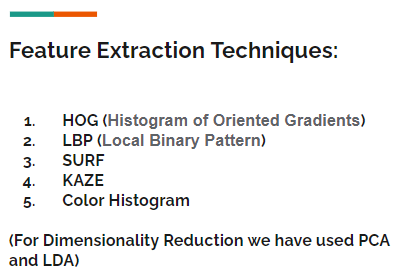 Feature Extraction Techniques:
1. HOG (Histogram of Oriented Gradients)
2. LBP (Local Binary Pattern)
3. SURF
4. KAZE
5. Color Histogram
(For Dimensionality Reduction we have used PCA
and LDA)